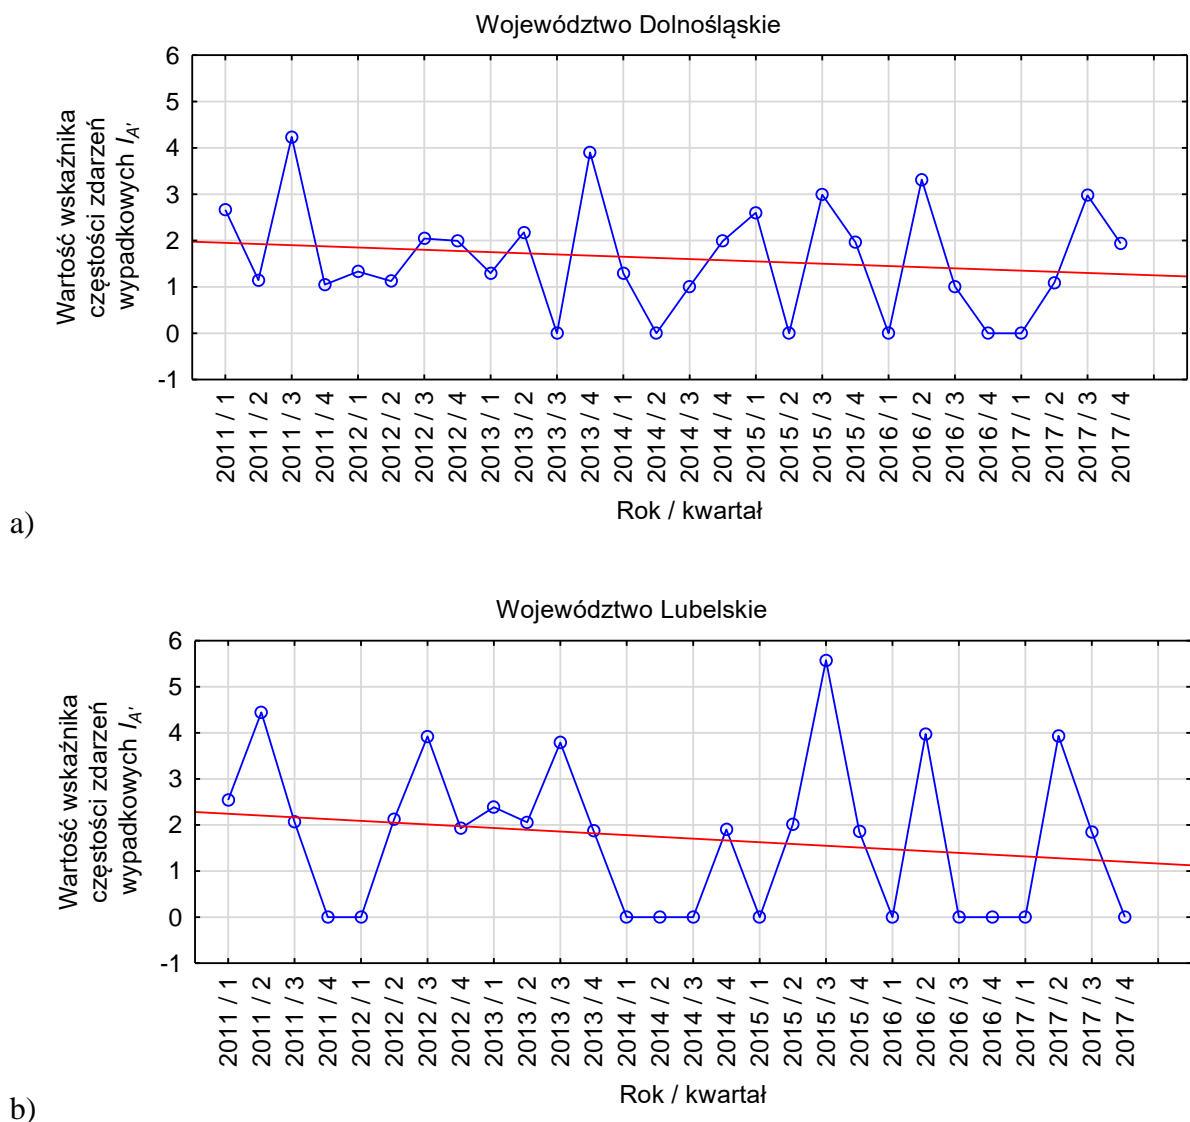 Województwo Dolnośląskie
Wartość wskaźnika
częstości zdarzeń
wypadkowych I_A'
6
5
4
3
2
1
0
-1
2011 / 1
2011 / 2
2011 / 3
2011 / 4
2012 / 1
2012 / 2
2012 / 3
2012 / 4
2013 / 1
2013 / 2
2013 / 3
2013 / 4
2014 / 1
2014 / 2
2014 / 3
2014 / 4
2015 / 1
2015 / 2
2015 / 3
2015 / 4
2016 / 1
2016 / 2
2016 / 3
2016 / 4
2017 / 1
2017 / 2
2017 / 3
2017 / 4
Rok / kwartał
a)
Województwo Lubelskie
Wartość wskaźnika
częstości zdarzeń
wypadkowych I_A'
6
5
4
3
2
1
0
-1
2011 / 1
2011 / 2
2011 / 3
2011 / 4
2012 / 1
2012 / 2
2012 / 3
2012 / 4
2013 / 1
2013 / 2
2013 / 3
2013 / 4
2014 / 1
2014 / 2
2014 / 3
2014 / 4
2015 / 1
2015 / 2
2015 / 3
2015 / 4
2016 / 1
2016 / 2
2016 / 3
2016 / 4
2017 / 1
2017 / 2
2017 / 3
2017 / 4
Rok / kwartał
b)